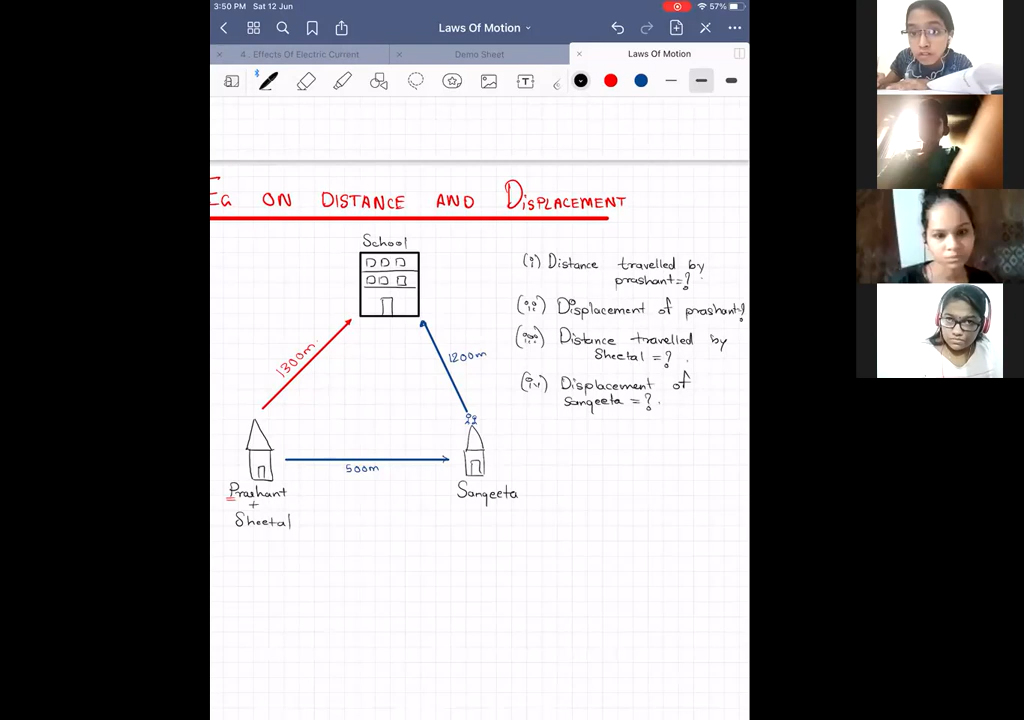 3:50 PM Sat 12 Jun
57%
Laws Of Motion
4. Effects Of Electric Current
Demo Sheet
Laws Of Motion
Eg ON DISTANCE AND DISPLACEMENT
School
1300m
1200m
500m
Prashant
+
Sheetal
Sangeeta
(i) Distance travelled by
prashant=?
(ii) Displacement of prashant=?
(iii) Distance travelled by
Sheetal = ?
(iv) Displacement of
sangeeta = ?